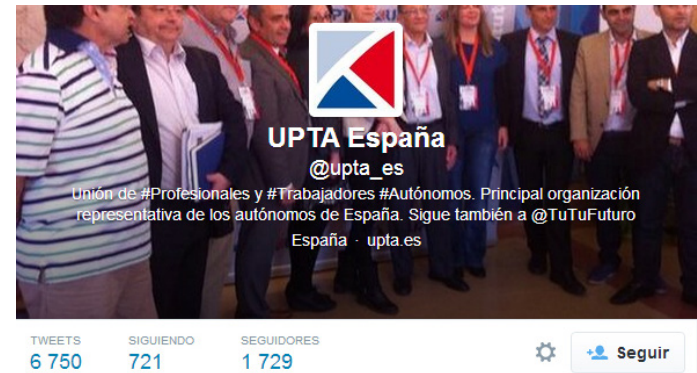 UPTA España
@upta_es
Unión de #Profesionales y #Trabajadores #Autónomos. Principal organización
representativa de los autónomos de España. Sigue también a @TuTuFuturo
España · upta.es
TWEETS SIGUIENDO SEGUIDORES
6 750 721 1 729
Seguir